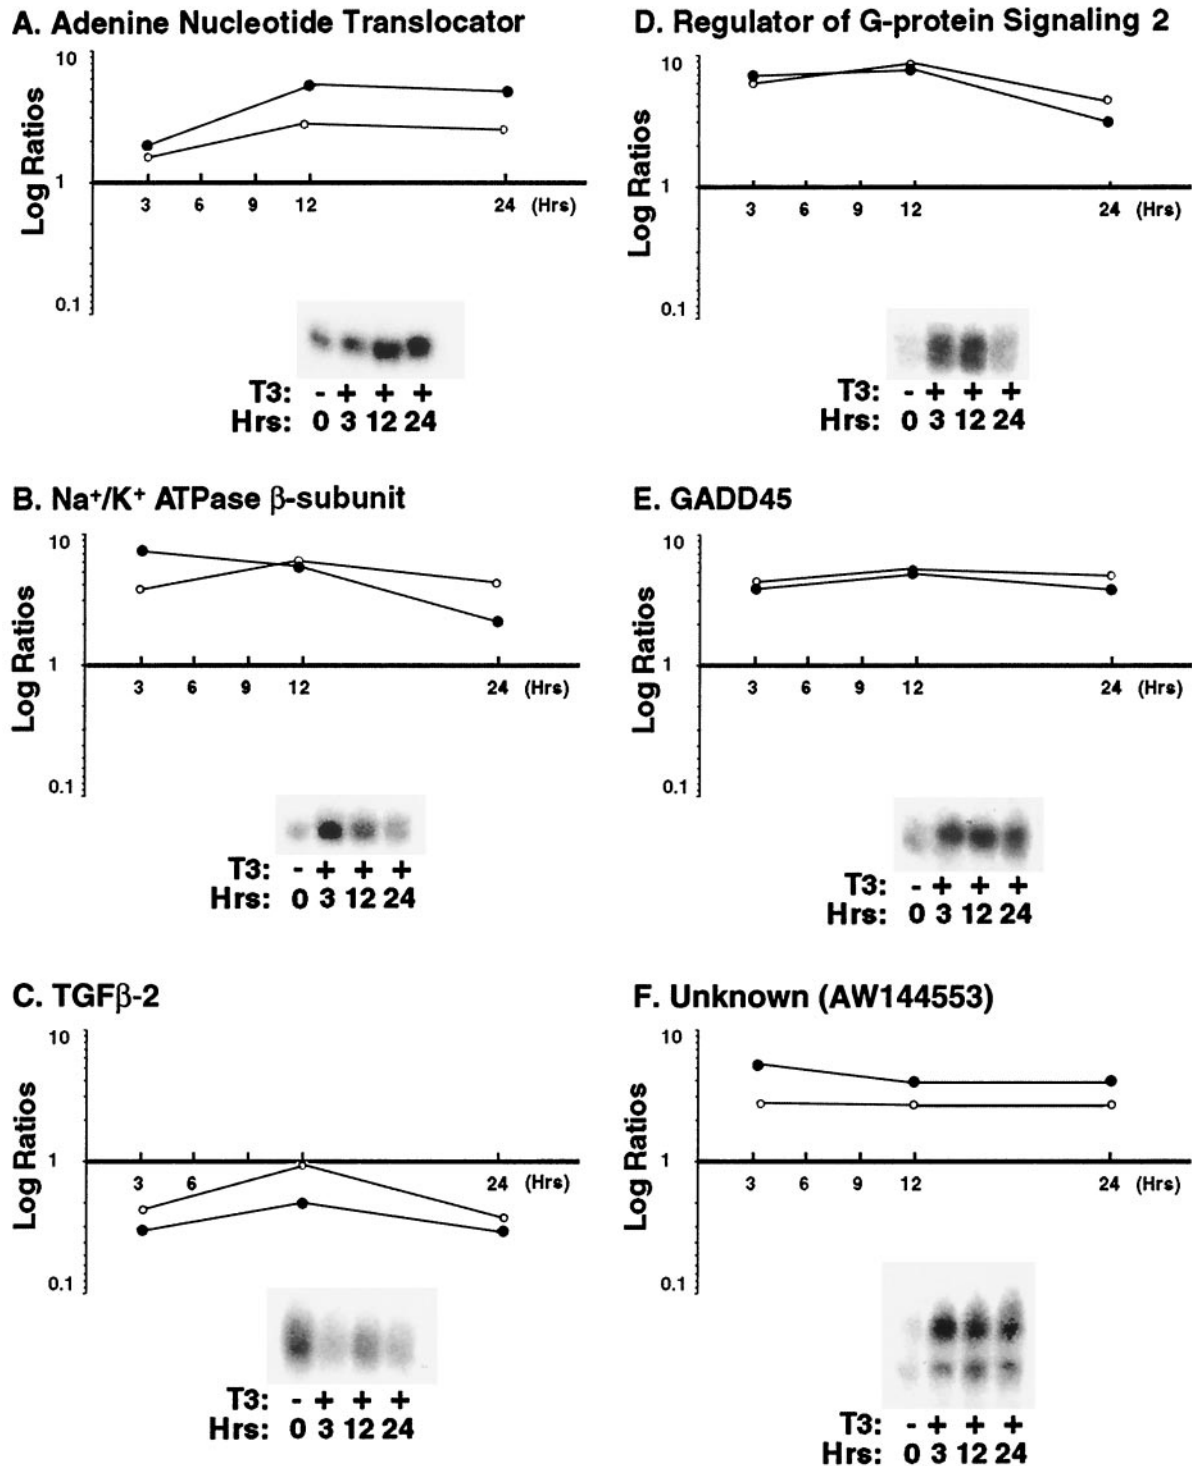 A. Adenine Nucleotide Translocator
10
Log Ratios
1
3 6 9 12 24 (Hrs)
0.1
T3: - + + +
Hrs: 0 3 12 24
B. Na+/K+ ATPase β-subunit
10
Log Ratios
1
3 6 9 12 24 (Hrs)
0.1
T3: - + + +
Hrs: 0 3 12 24
C. TGFβ-2
10
Log Ratios
1
3 6 24 (Hrs)
0.1
T3: - + + +
Hrs: 0 3 12 24
D. Regulator of G-protein Signaling 2
10
Log Ratios
1
3 6 9 12 24 (Hrs)
0.1
T3: - + + +
Hrs: 0 3 12 24
E. GADD45
10
Log Ratios
1
3 6 9 12 24 (Hrs)
0.1
T3: - + + +
Hrs: 0 3 12 24
F. Unknown (AW144553)
10
Log Ratios
1
3 6 9 12 24 (Hrs)
0.1
T3: - + + +
Hrs: 0 3 12 24